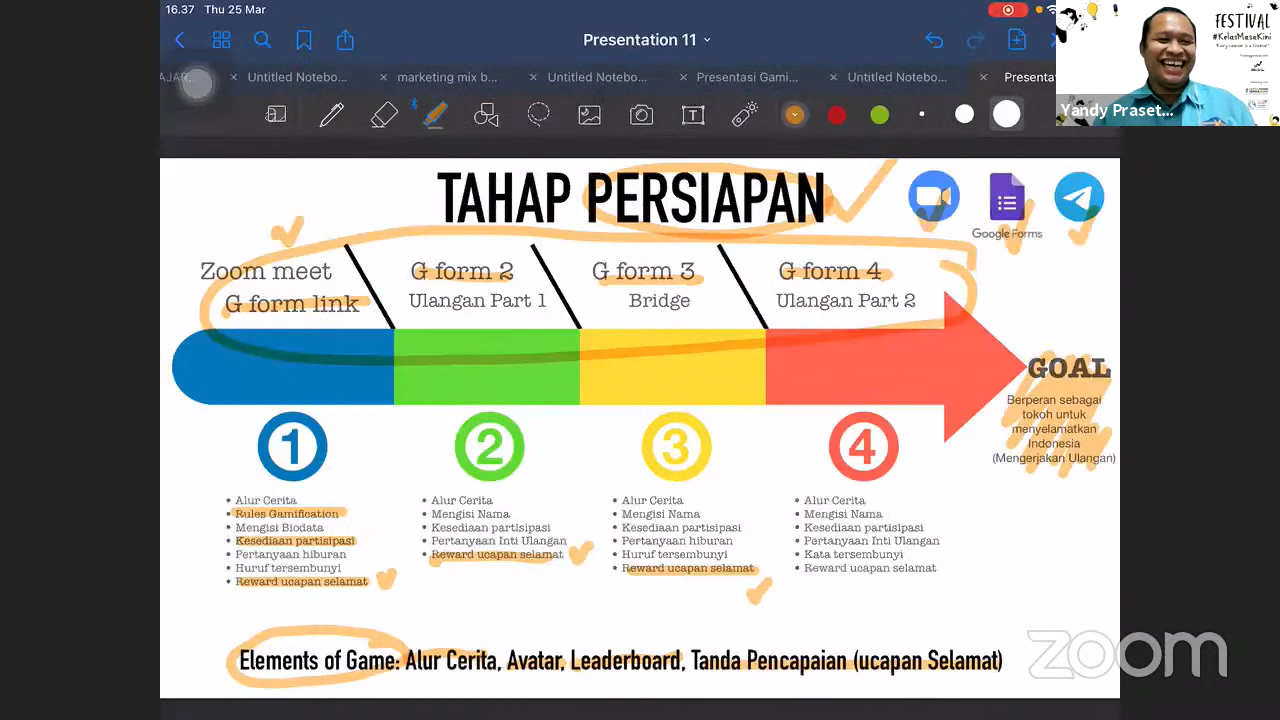 16.37 Thu 25 Mar
Presentation 11
AJAR.
Untitled Notebo...
marketing mix b...
Untitled Notebo...
Presentasi Gami...
Untitled Notebo...
Presenta
FESTIVAL
#KelasMasaKini
Yandy Praset...
TAHAP PERSIAPAN
Google Forms
Zoom meet
G form link
G form 2
Ulangan Part 1
G form 3
Bridge
G form 4
Ulangan Part 2
GOAL
Berperan sebagai
tokoh untuk
menyelamatkan
Indonesia
(Mengerjakan Ulangan)
1
• Alur Cerita
• Rules Gamification
• Mengisi Biodata
• Kesediaan partisipasi
• Pertanyaan hiburan
• Huruf tersembunyi
• Reward ucapan selamat
2
• Alur Cerita
• Mengisi Nama
• Kesediaan partisipasi
• Pertanyaan Inti Ulangan
• Reward ucapan selamat
3
• Alur Cerita
• Mengisi Nama
• Kesediaan partisipasi
• Pertanyaan hiburan
• Huruf tersembunyi
• Reward ucapan selamat
4
• Alur Cerita
• Mengisi Nama
• Kesediaan partisipasi
• Pertanyaan Inti Ulangan
• Kata tersembunyi
• Reward ucapan selamat
Elements of Game: Alur Cerita, Avatar, Leaderboard, Tanda Pencapaian (ucapan Selamat)
zoom